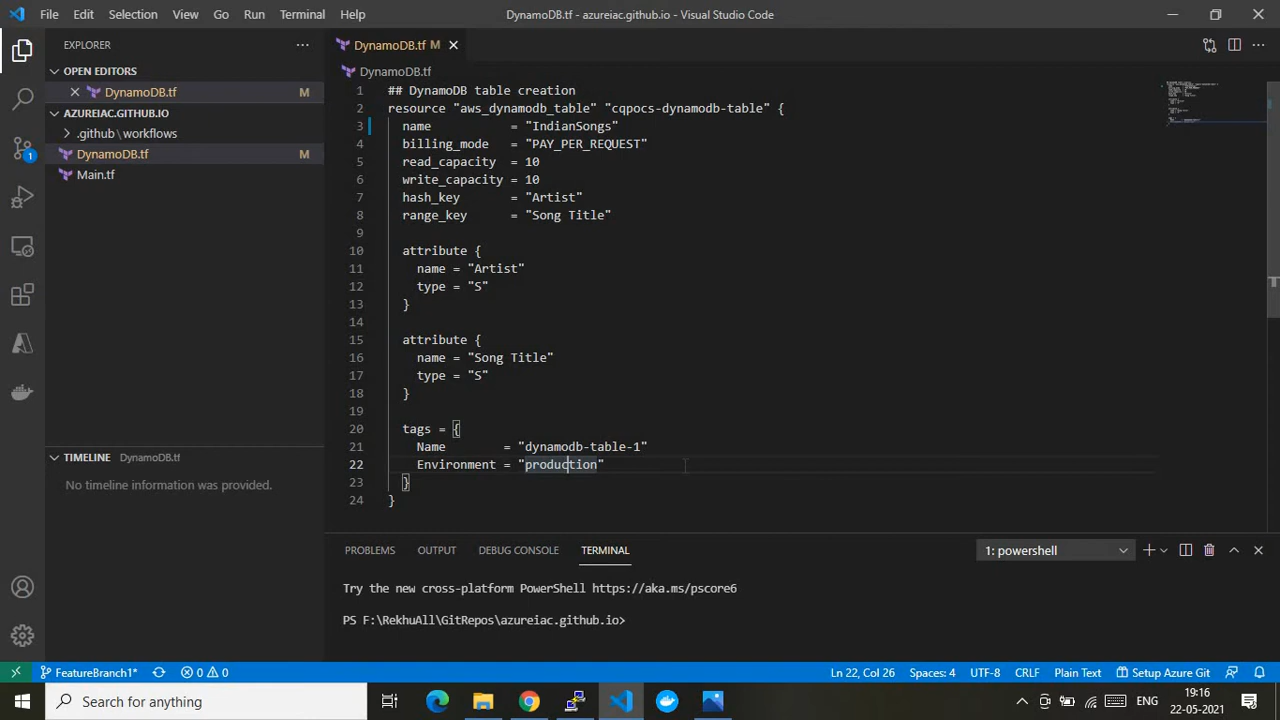 File Edit Selection View Go Run Terminal Help
DynamoDB.tf - azureiac.github.io - Visual Studio Code
EXPLORER
OPEN EDITORS
DynamoDB.tf M
AZUREIAC.GITHUB.IO
.github\workflows
DynamoDB.tf M
Main.tf
TIMELINE DynamoDB.tf
No timeline information was provided.
1
DynamoDB.tf M
DynamoDB.tf
1 ## DynamoDB table creation
2 resource "aws_dynamodb_table" "cqpocs-dynamodb-table" {
3 name = "IndianSongs"
4 billing_mode = "PAY_PER_REQUEST"
5 read_capacity = 10
6 write_capacity = 10
7 hash_key = "Artist"
8 range_key = "Song Title"
9
10 attribute {
11 name = "Artist"
12 type = "S"
13 }
14
15 attribute {
16 name = "Song Title"
17 type = "S"
18 }
19
20 tags = {
21 Name = "dynamodb-table-1"
22 Environment = "production"
23 }
24 }
PROBLEMS OUTPUT DEBUG CONSOLE TERMINAL
1: powershell
Try the new cross-platform PowerShell https://aka.ms/pscore6
PS F:\RekhuAll\GitRepos\azureiac.github.io>
FeatureBranch1* 0 0
Ln 22, Col 26 Spaces: 4 UTF-8 CRLF Plain Text Setup Azure Git
Search for anything
ENG
19:16
22-05-2021